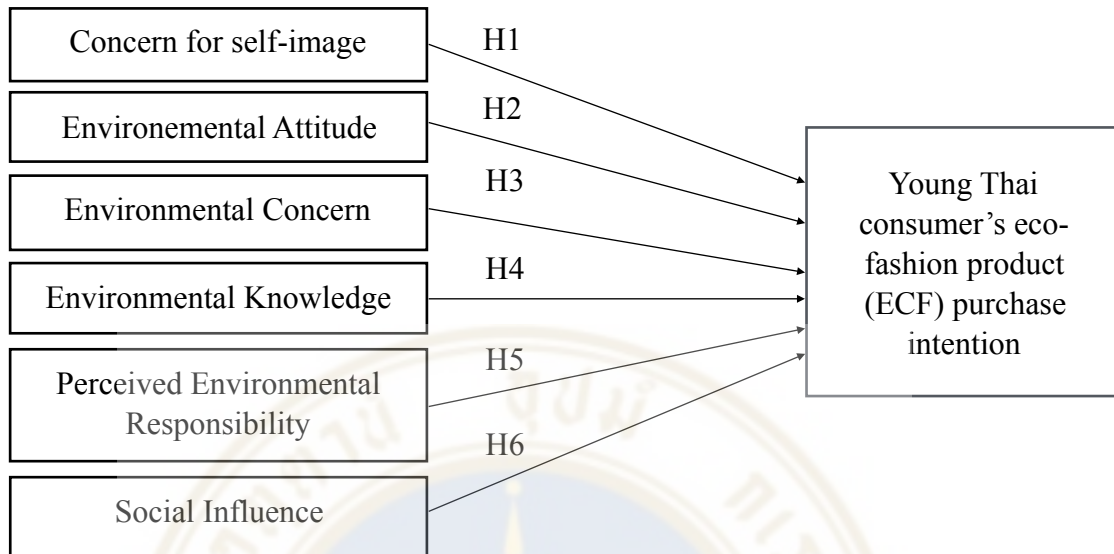 Concern for self-image
H1
Environemental Attitude
H2
Environmental Concern
H3
Environmental Knowledge
H4
Perceived Environmental
Responsibility
H5
Social Influence
H6
Young Thai
consumer’s eco-
fashion product
(ECF) purchase
intention